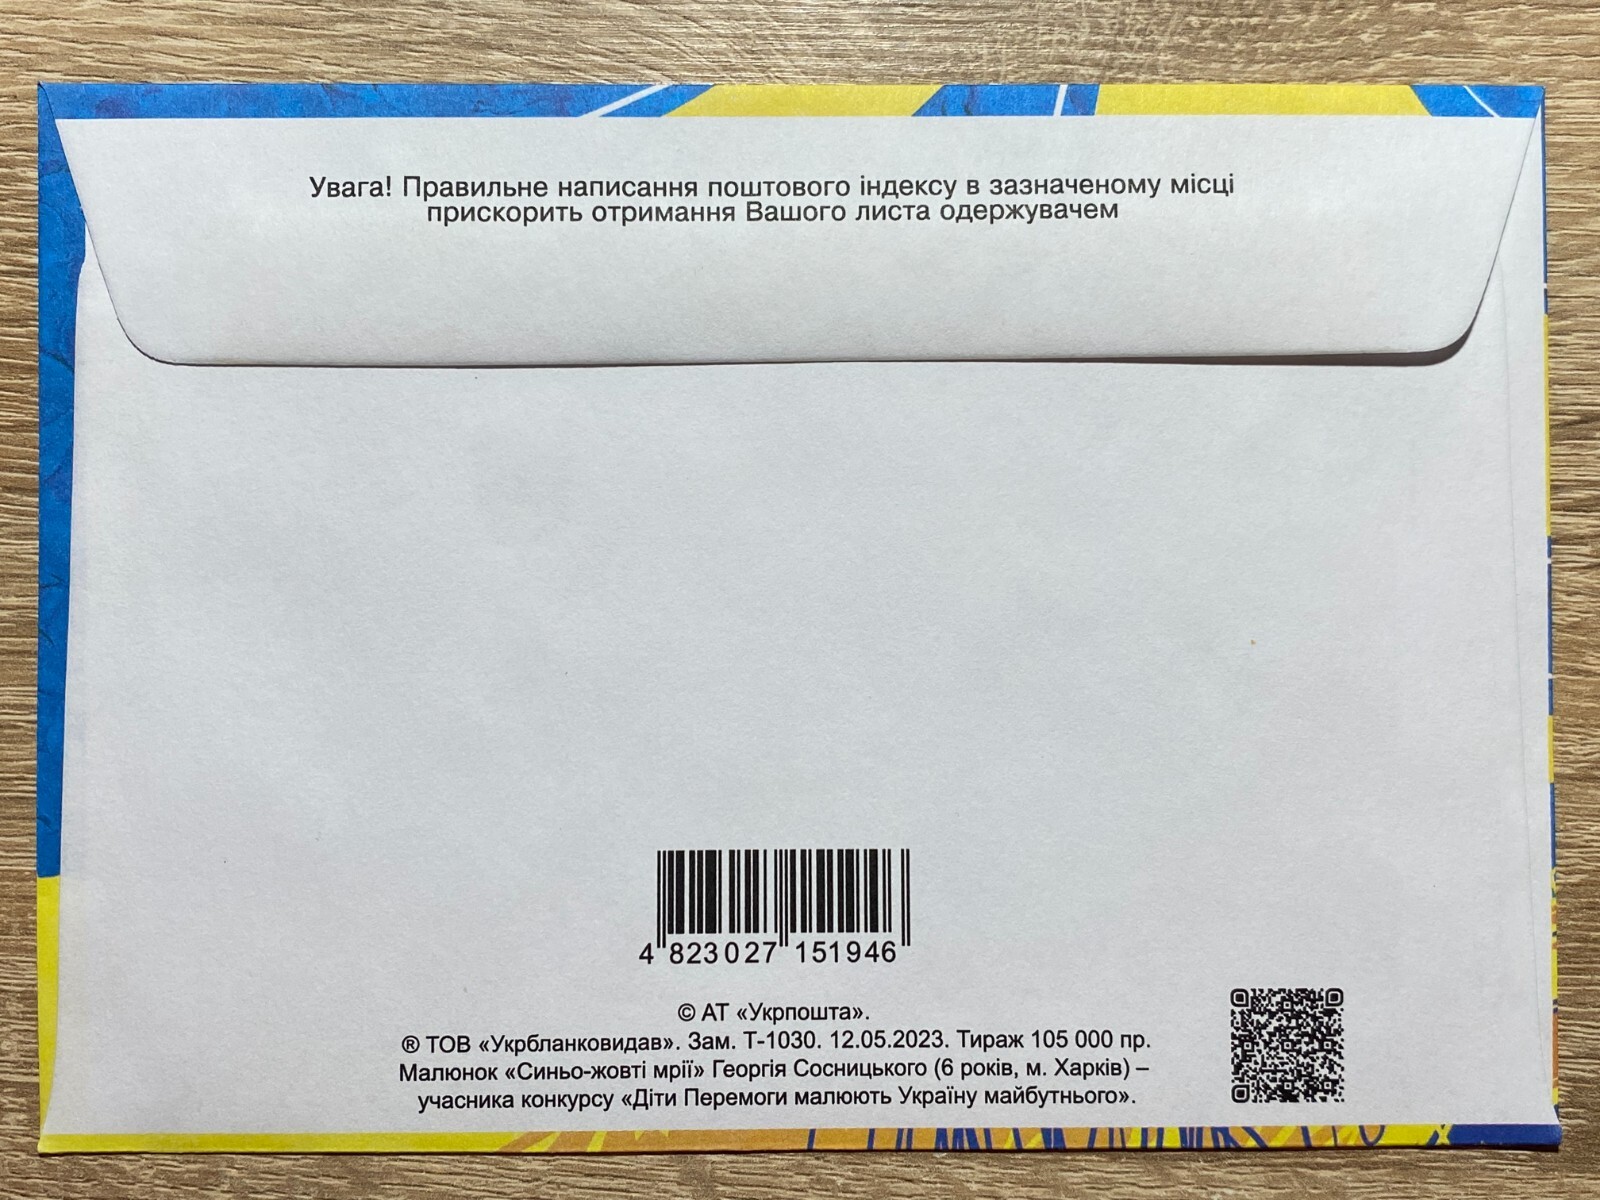 Увага! Правильне написання поштового індексу в зазначеному місці
прискорить отримання Вашого листа одержувачем
4 823027 151946
© АТ «Укрпошта».
® ТОВ «Укрбланковидав». Зам. Т-1030. 12.05.2023. Тираж 105 000 пр.
Малюнок «Синьо-жовті мрії» Георгія Сосницького (6 років, м. Харків) –
учасника конкурсу «Діти Перемоги малюють Україну майбутнього».